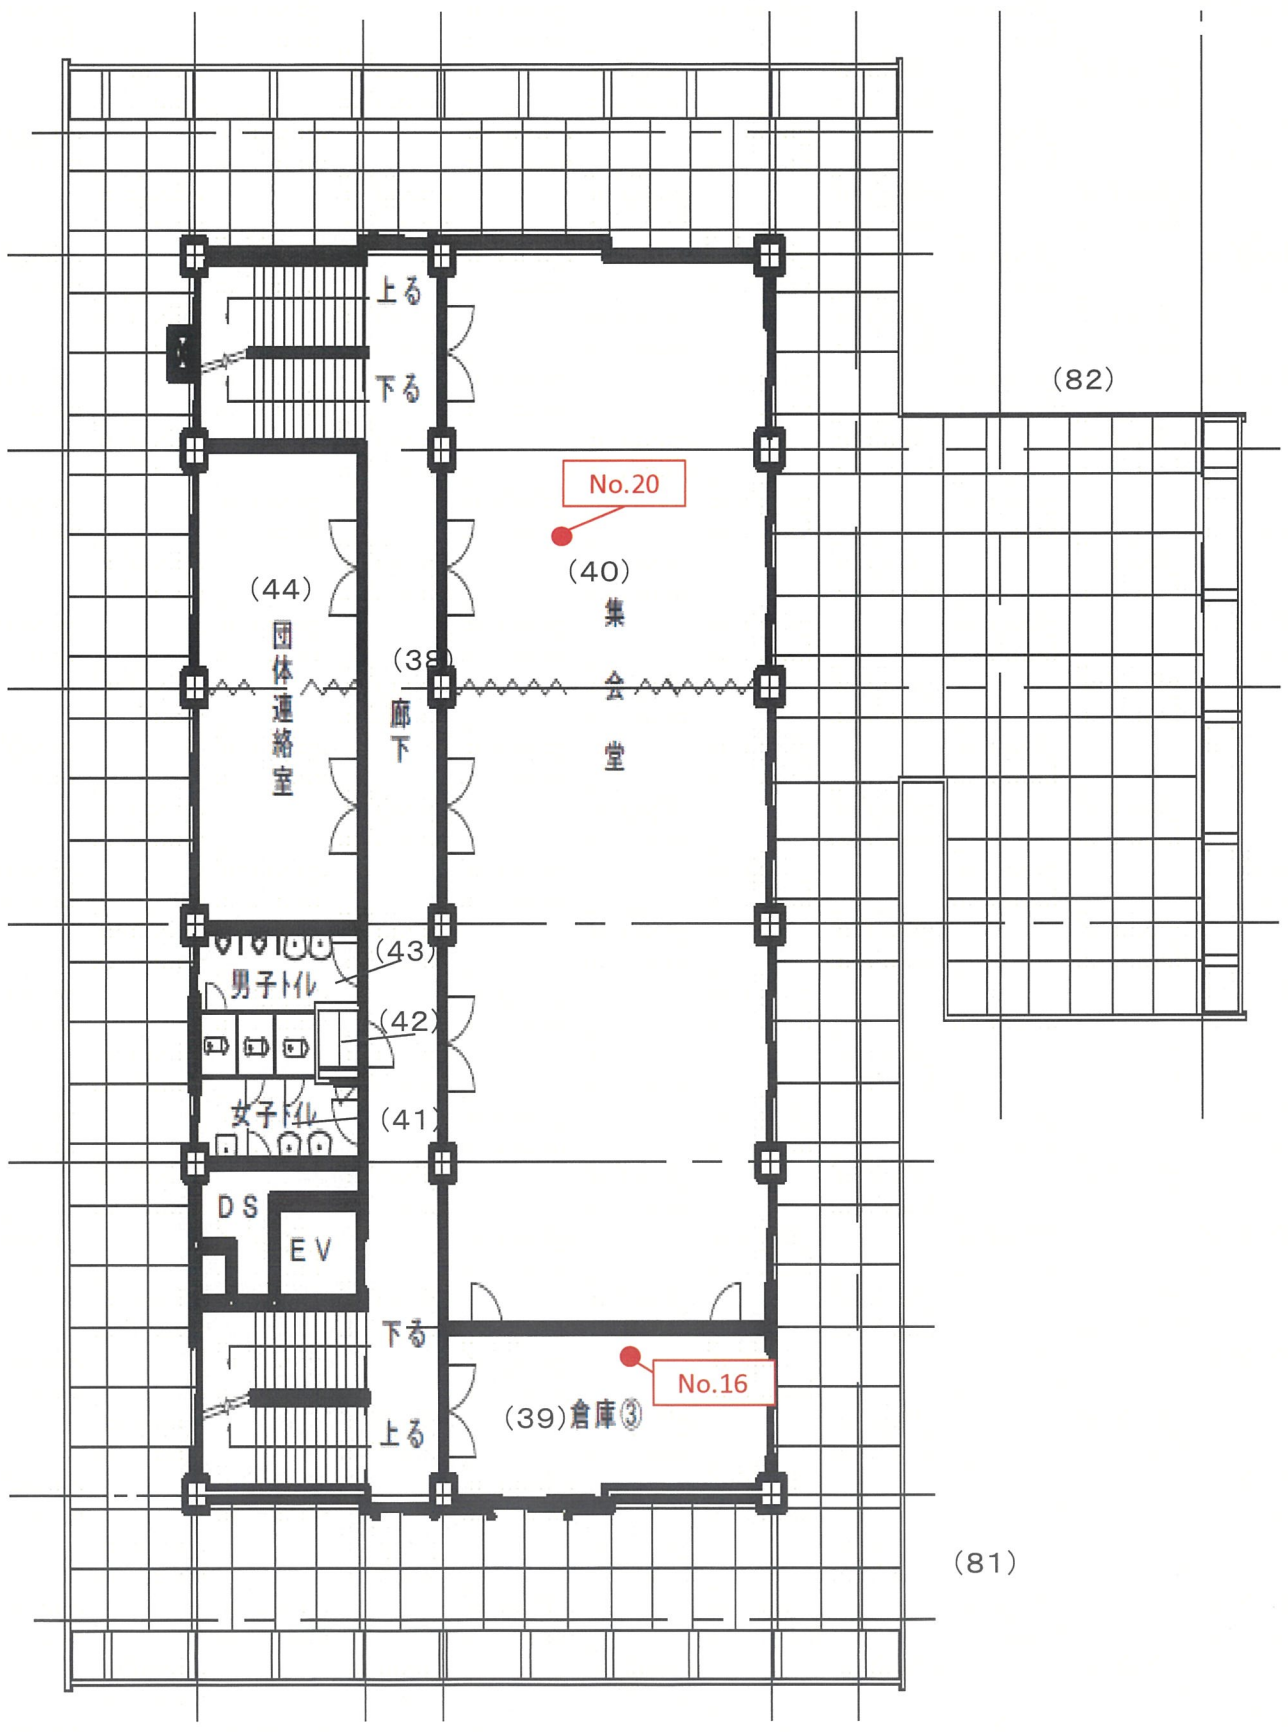 上る
下る
(82)
No.20
(40)
集会堂
(44)
団体連絡室
(38)
廊下
(43)
男子トイレ
(42)
女子トイレ
(41)
DS
EV
下る
上る
No.16
(39)倉庫③
(81)